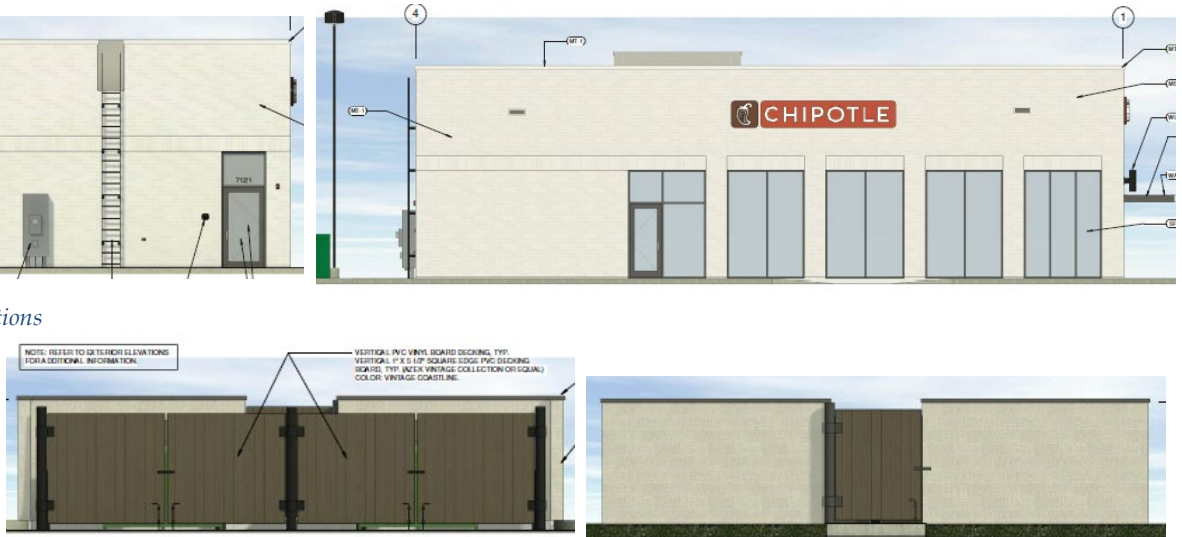 4
1
MT-1
MS-1
CHIPOTLE
tions
NOTE: REFER TO EXTERIOR ELEVATIONS
FOR ADDITIONAL INFORMATION.
VERTICAL PVC VINYL BOARD DECKING, TYP.
VERTICAL 1" X 5 1/2" SQUARE EDGE PVC DECKING
BOARD, TYP. (AZEK VINTAGE COLLECTION OR EQUAL)
COLOR: VINTAGE COASTLINE.